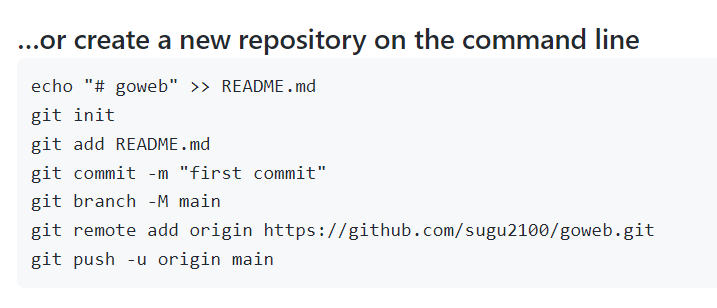 ...or create a new repository on the command line
echo "# goweb" >> README.md
git init
git add README.md
git commit -m "first commit"
git branch -M main
git remote add origin https://github.com/sugu2100/goweb.git
git push -u origin main